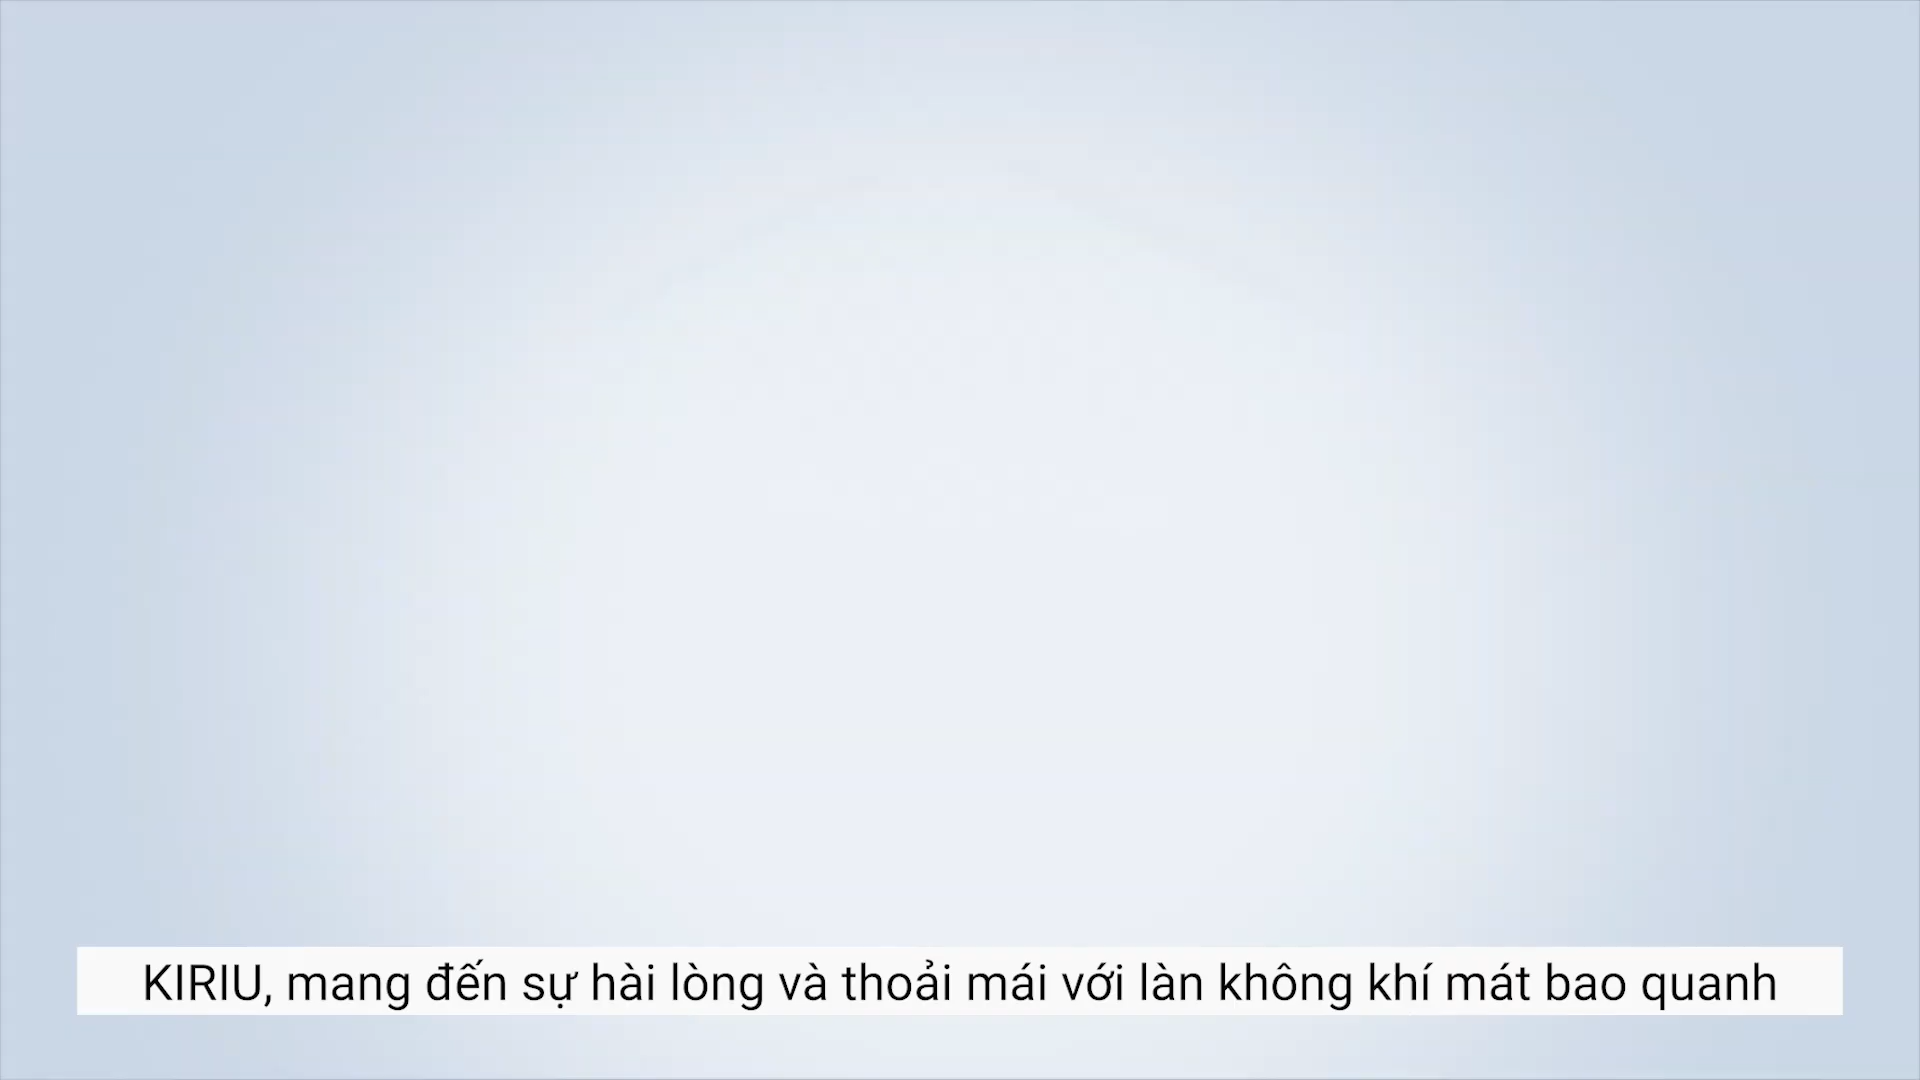 KIRIU, mang đến sự hài lòng và thoải mái với làn không khí mát bao quanh